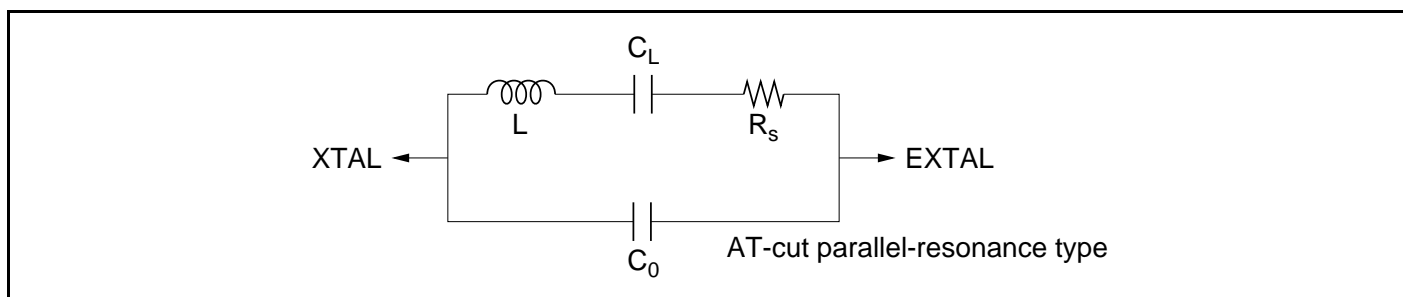 C_L
L
R_s
XTAL
EXTAL
C_0
AT-cut parallel-resonance type